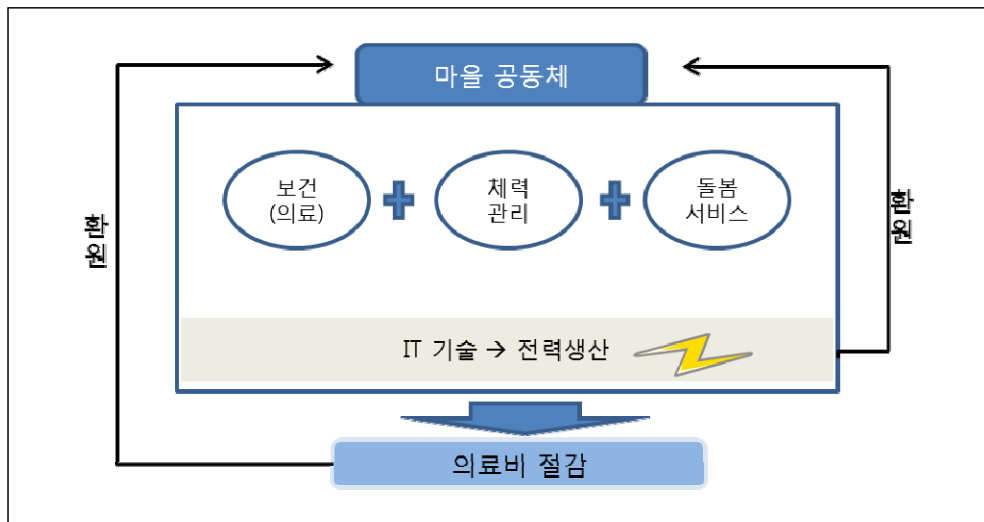 마을 공동체
보건
(의료)
체력
관리
돌봄
서비스
환원
환원
IT 기술 → 전력생산
의료비 절감